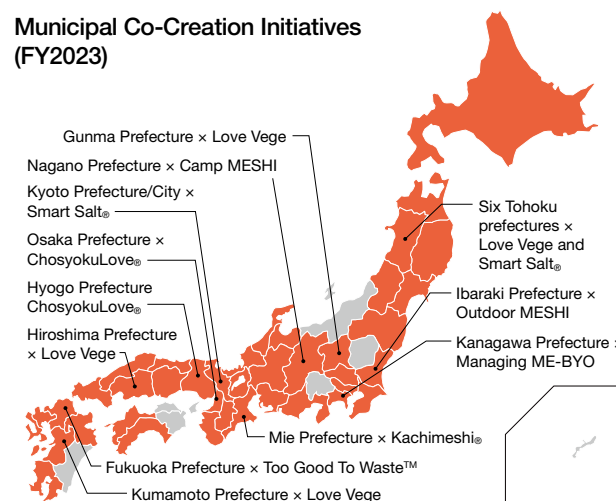 Municipal Co-Creation Initiatives
(FY2023)
Gunma Prefecture × Love Vege
Nagano Prefecture × Camp MESHI
Kyoto Prefecture/City ×
Smart Salt®
Osaka Prefecture ×
ChosyokuLove®
Hyogo Prefecture
ChosyokuLove®
Hiroshima Prefecture
× Love Vege
Six Tohoku
prefectures ×
Love Vege and
Smart Salt®
Ibaraki Prefecture ×
Outdoor MESHI
Kanagawa Prefecture ×
Managing ME-BYO
Mie Prefecture × Kachimeshi®
Fukuoka Prefecture × Too Good To Waste™
Kumamoto Prefecture × Love Vege